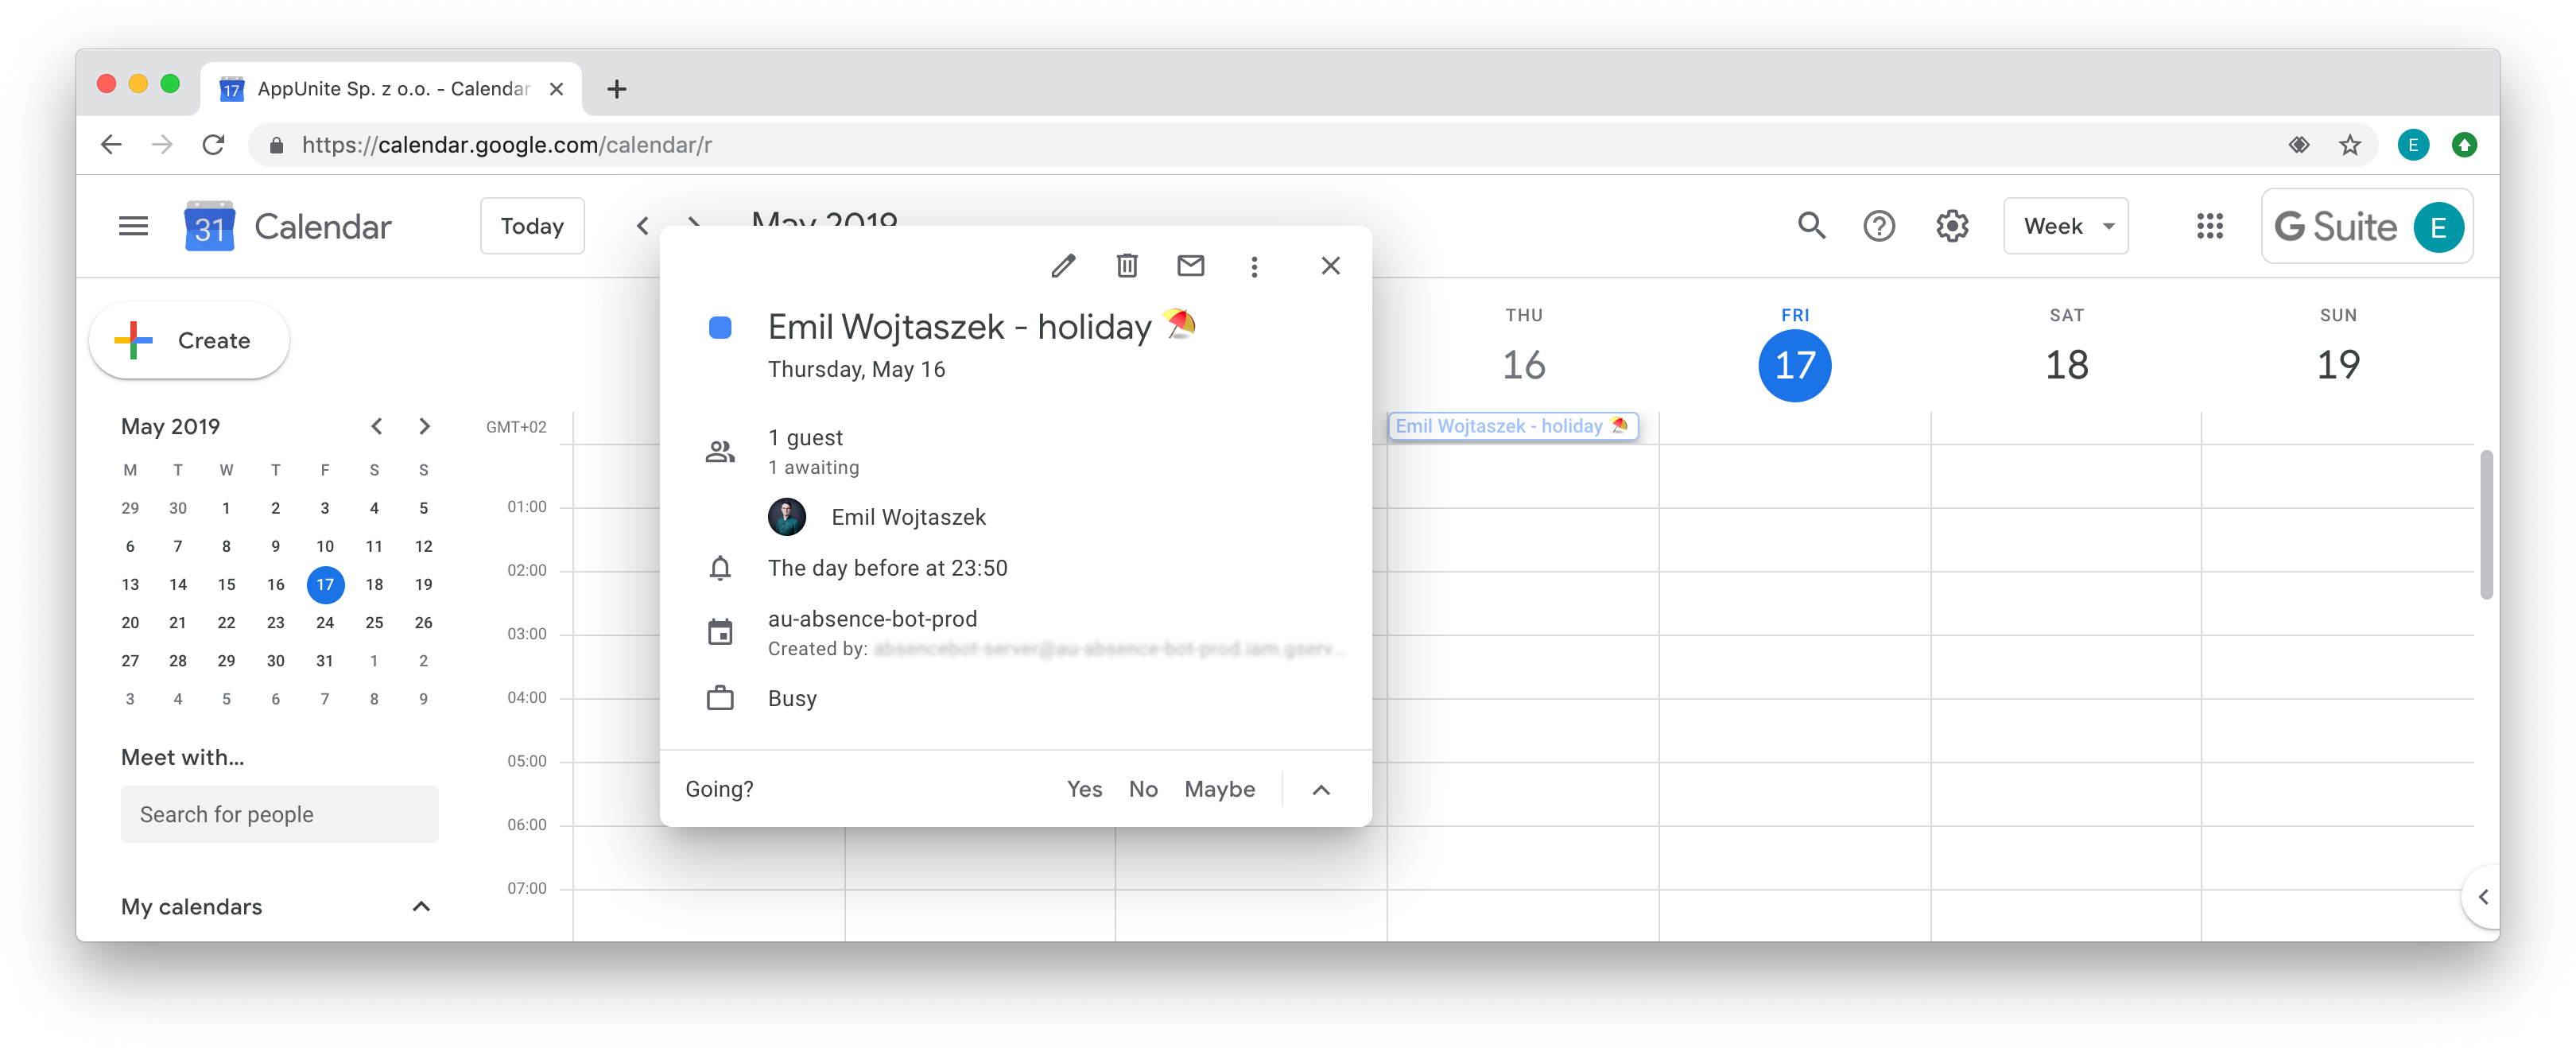 AppUnite Sp. z o.o. - Calendar
https://calendar.google.com/calendar/r
E
31
Calendar
Today
May 2019
Week
G Suite
E
Create
Emil Wojtaszek - holiday
Thursday, May 16
1 guest
1 awaiting
Emil Wojtaszek
The day before at 23:50
au-absence-bot-prod
Created by:
Busy
Going?
Yes No Maybe
THU FRI SAT SUN
16 17 18 19
Emil Wojtaszek - holiday
May 2019
M T W T F S S
29 30 1 2 3 4 5
6 7 8 9 10 11 12
13 14 15 16 17 18 19
20 21 22 23 24 25 26
27 28 29 30 31 1 2
3 4 5 6 7 8 9
Meet with...
Search for people
My calendars
GMT+02
01:00
02:00
03:00
04:00
05:00
06:00
07:00